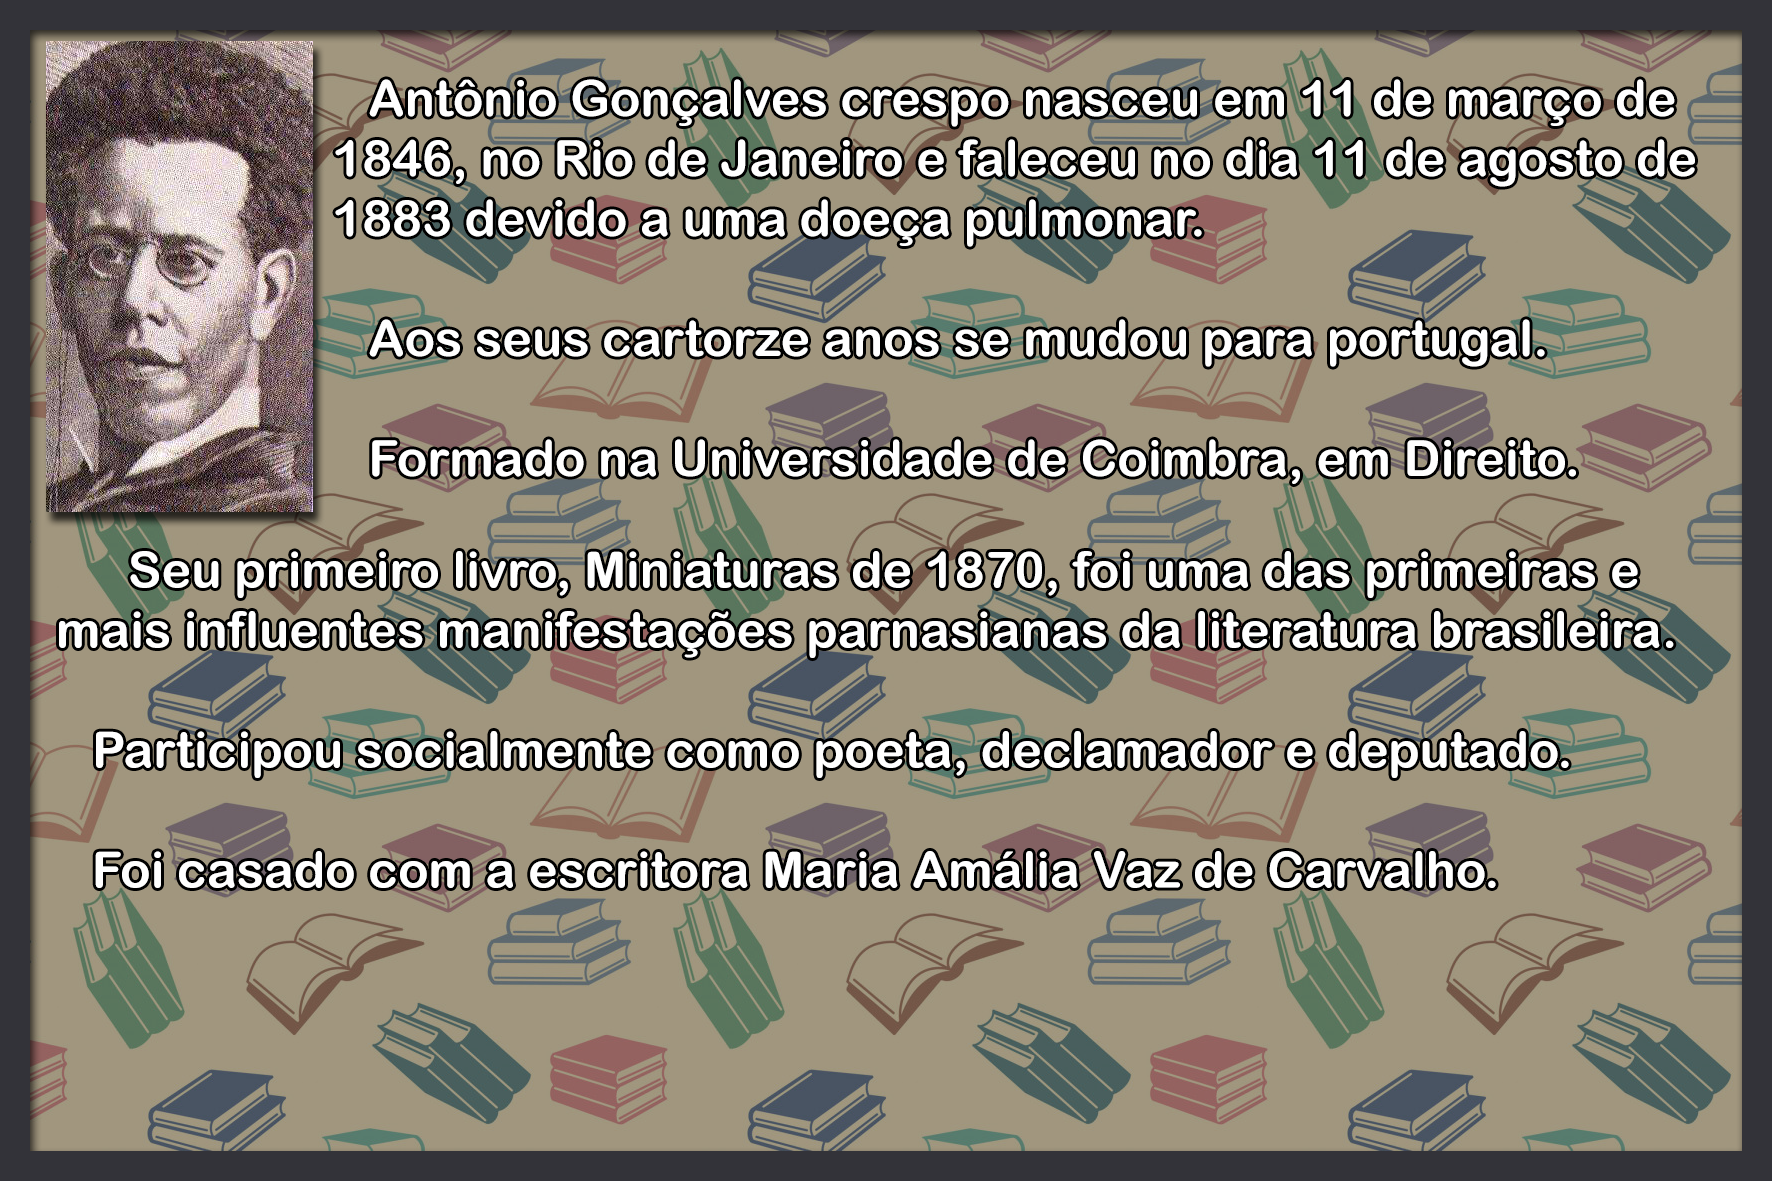 Antônio Gonçalves crespo nasceu em 11 de março de
1846, no Rio de Janeiro e faleceu no dia 11 de agosto de
1883 devido a uma doeça pulmonar.
Aos seus cartorze anos se mudou para portugal.
Formado na Universidade de Coimbra, em Direito.
Seu primeiro livro, Miniaturas de 1870, foi uma das primeiras e
mais influentes manifestações parnasianas da literatura brasileira.
Participou socialmente como poeta, declamador e deputado.
Foi casado com a escritora Maria Amália Vaz de Carvalho.